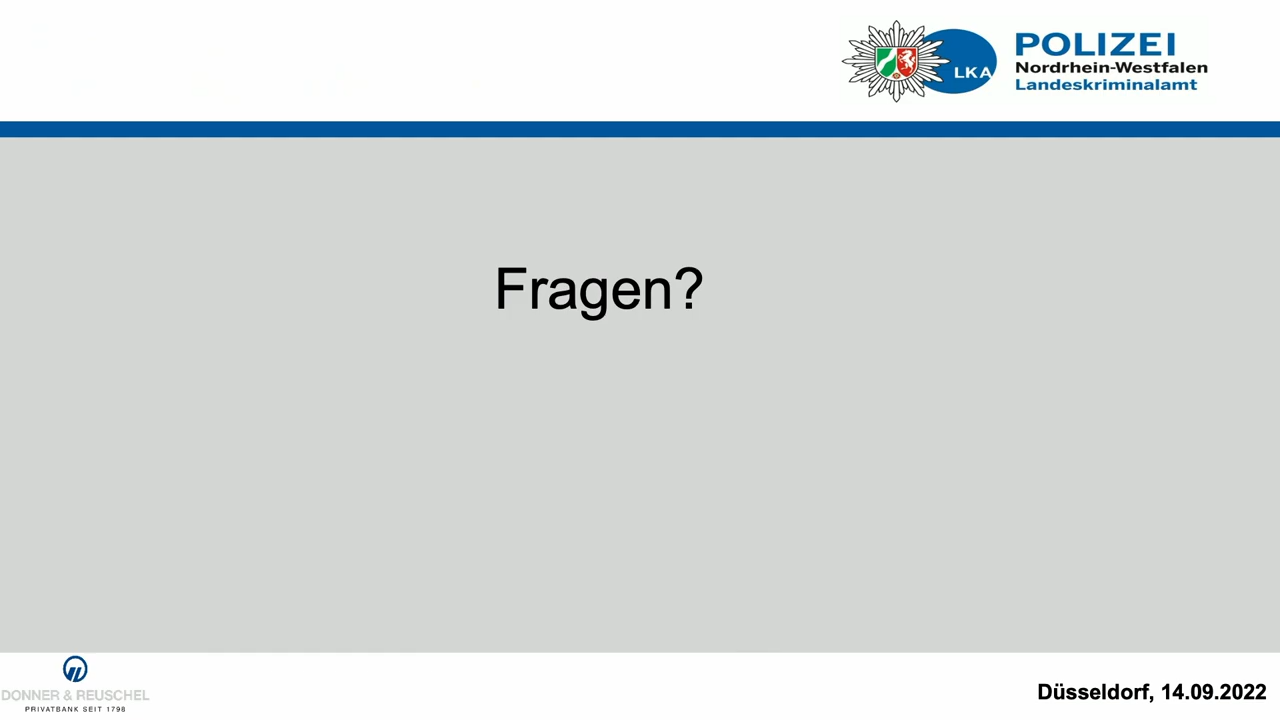 LKA
POLIZEI
Nordrhein-Westfalen
Landeskriminalamt
Fragen?
DONNER & REUSCHEL
PRIVATBANK SEIT 1798
Düsseldorf, 14.09.2022